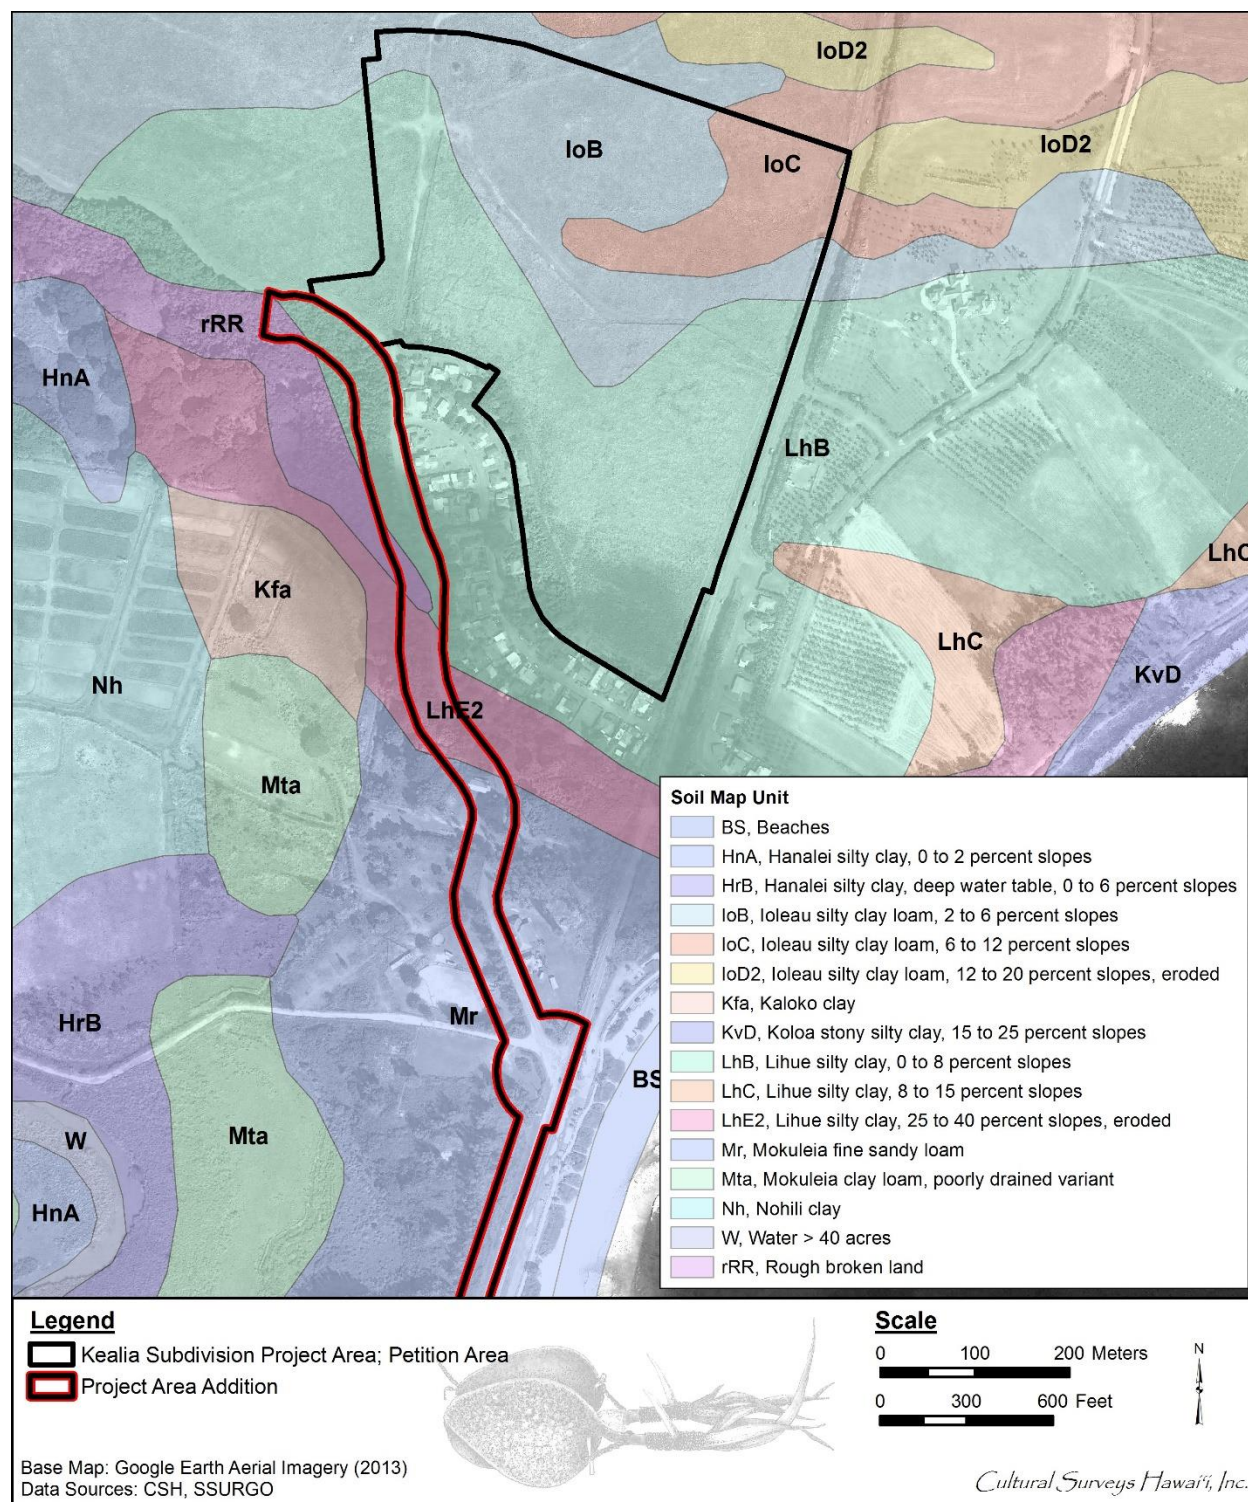 IoD2
IoB
IoC
IoD2
rRR
HnA
LhB
LhC
Kfa
LhC
Nh
KvD
LhE2
Mta
Mr
HrB
BS
Mta
W
HnA
Soil Map Unit
BS, Beaches
HnA, Hanalei silty clay, 0 to 2 percent slopes
HrB, Hanalei silty clay, deep water table, 0 to 6 percent slopes
IoB, Ioleau silty clay loam, 2 to 6 percent slopes
IoC, Ioleau silty clay loam, 6 to 12 percent slopes
IoD2, Ioleau silty clay loam, 12 to 20 percent slopes, eroded
Kfa, Kaloko clay
KvD, Koloa stony silty clay, 15 to 25 percent slopes
LhB, Lihue silty clay, 0 to 8 percent slopes
LhC, Lihue silty clay, 8 to 15 percent slopes
LhE2, Lihue silty clay, 25 to 40 percent slopes, eroded
Mr, Mokuleia fine sandy loam
Mta, Mokuleia clay loam, poorly drained variant
Nh, Nohili clay
W, Water > 40 acres
rRR, Rough broken land
Legend
Kealia Subdivision Project Area; Petition Area
Project Area Addition
Base Map: Google Earth Aerial Imagery (2013)
Data Sources: CSH, SSURGO
Scale
0 100 200 Meters
0 300 600 Feet
N
Cultural Surveys Hawaiʻi, Inc.